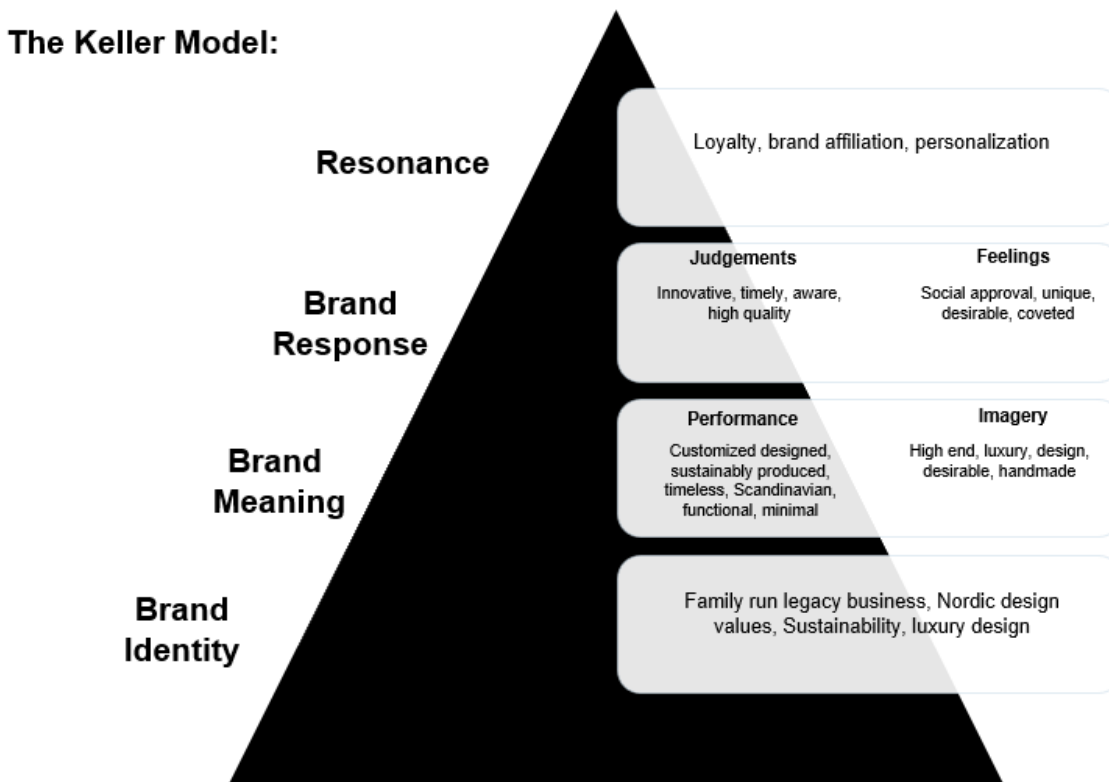 The Keller Model:
Resonance
Loyalty, brand affiliation, personalization
Brand
Response
Judgements
Innovative, timely, aware,
high quality
Feelings
Social approval, unique,
desirable, coveted
Brand
Meaning
Performance
Customized designed,
sustainably produced,
timeless, Scandinavian,
functional, minimal
Imagery
High end, luxury, design,
desirable, handmade
Brand
Identity
Family run legacy business, Nordic design
values, Sustainability, luxury design